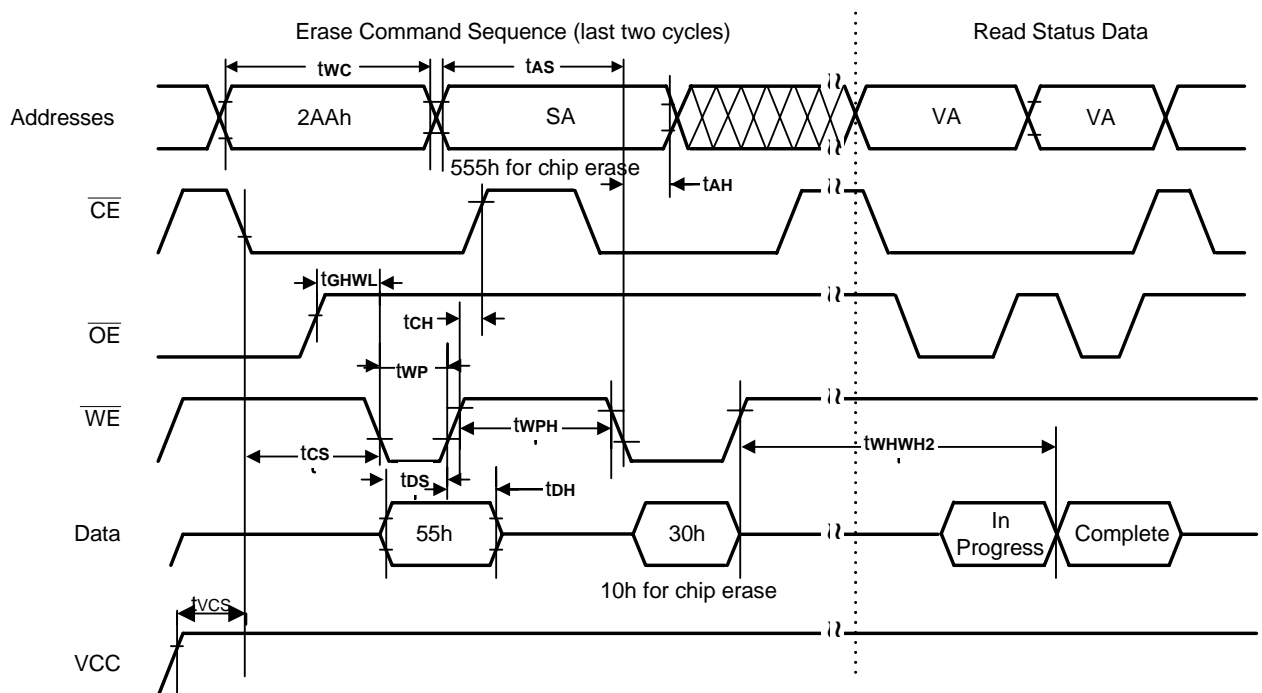 Erase Command Sequence (last two cycles)
Read Status Data
tWC
tAS
Addresses
2AAh
SA
VA
VA
555h for chip erase
tAH
CE
tGHWL
OE
tCH
tWP
WE
tWPH
tCS
tWHWH2
tDS
tDH
Data
55h
30h
In
Progress
Complete
10h for chip erase
tVCS
VCC